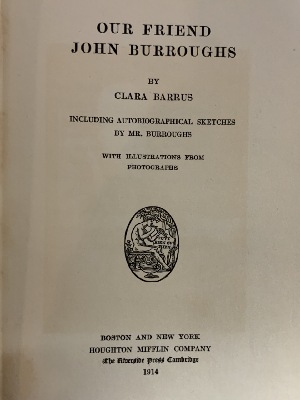 OUR FRIEND
JOHN BURROUGHS
BY
CLARA BARRUS
INCLUDING AUTOBIOGRAPHICAL SKETCHES
BY MR. BURROUGHS
WITH ILLUSTRATIONS FROM
PHOTOGRAPHS
BOSTON AND NEW YORK
HOUGHTON MIFFLIN COMPANY
The Riverside Press Cambridge
1914